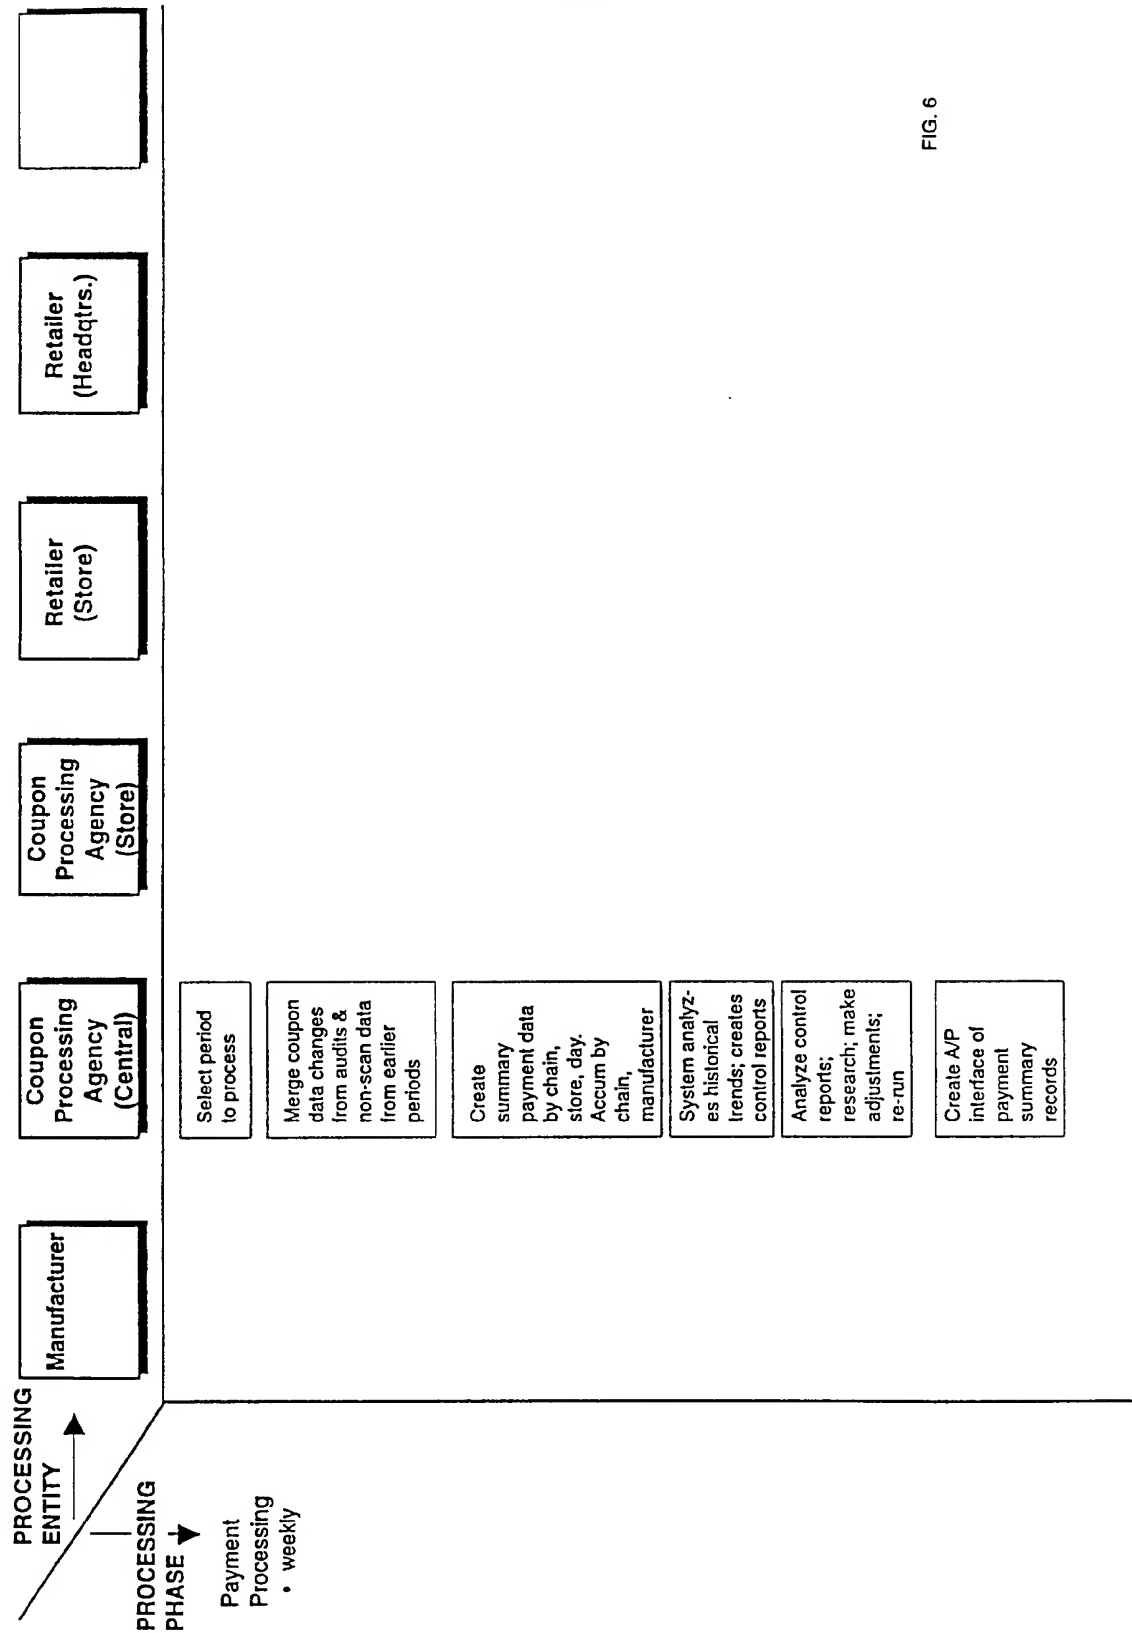 PROCESSING
ENTITY
PROCESSING
PHASE
Manufacturer
Coupon
Processing
Agency
(Central)
Coupon
Processing
Agency
(Store)
Retailer
(Store)
Retailer
(Headqtrs.)
Payment
Processing
• weekly
Select period
to process
Merge coupon
data changes
from audits &
non-scan data
from earlier
periods
Create
summary
payment data
by chain,
store, day.
Accum by
chain,
manufacturer
System analyz-
es historical
trends; creates
control reports
Analyze control
reports;
research; make
adjustments;
re-run
Create A/P
interface of
payment
summary
records
FIG. 6